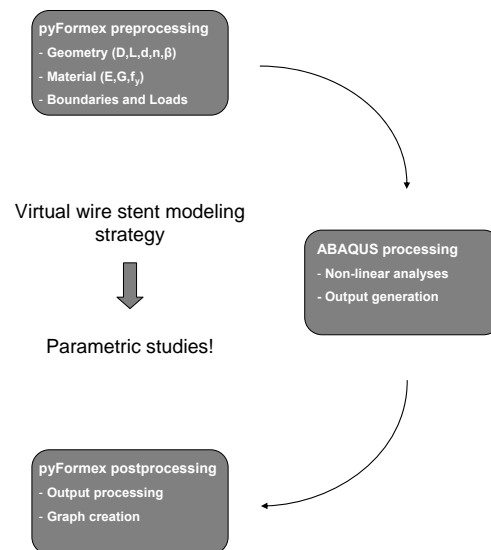 pyFormex preprocessing
- Geometry (D,L,d,n,β)
- Material (E,G,fy)
- Boundaries and Loads
Virtual wire stent modeling
strategy
ABAQUS processing
- Non-linear analyses
- Output generation
Parametric studies!
pyFormex postprocessing
- Output processing
- Graph creation